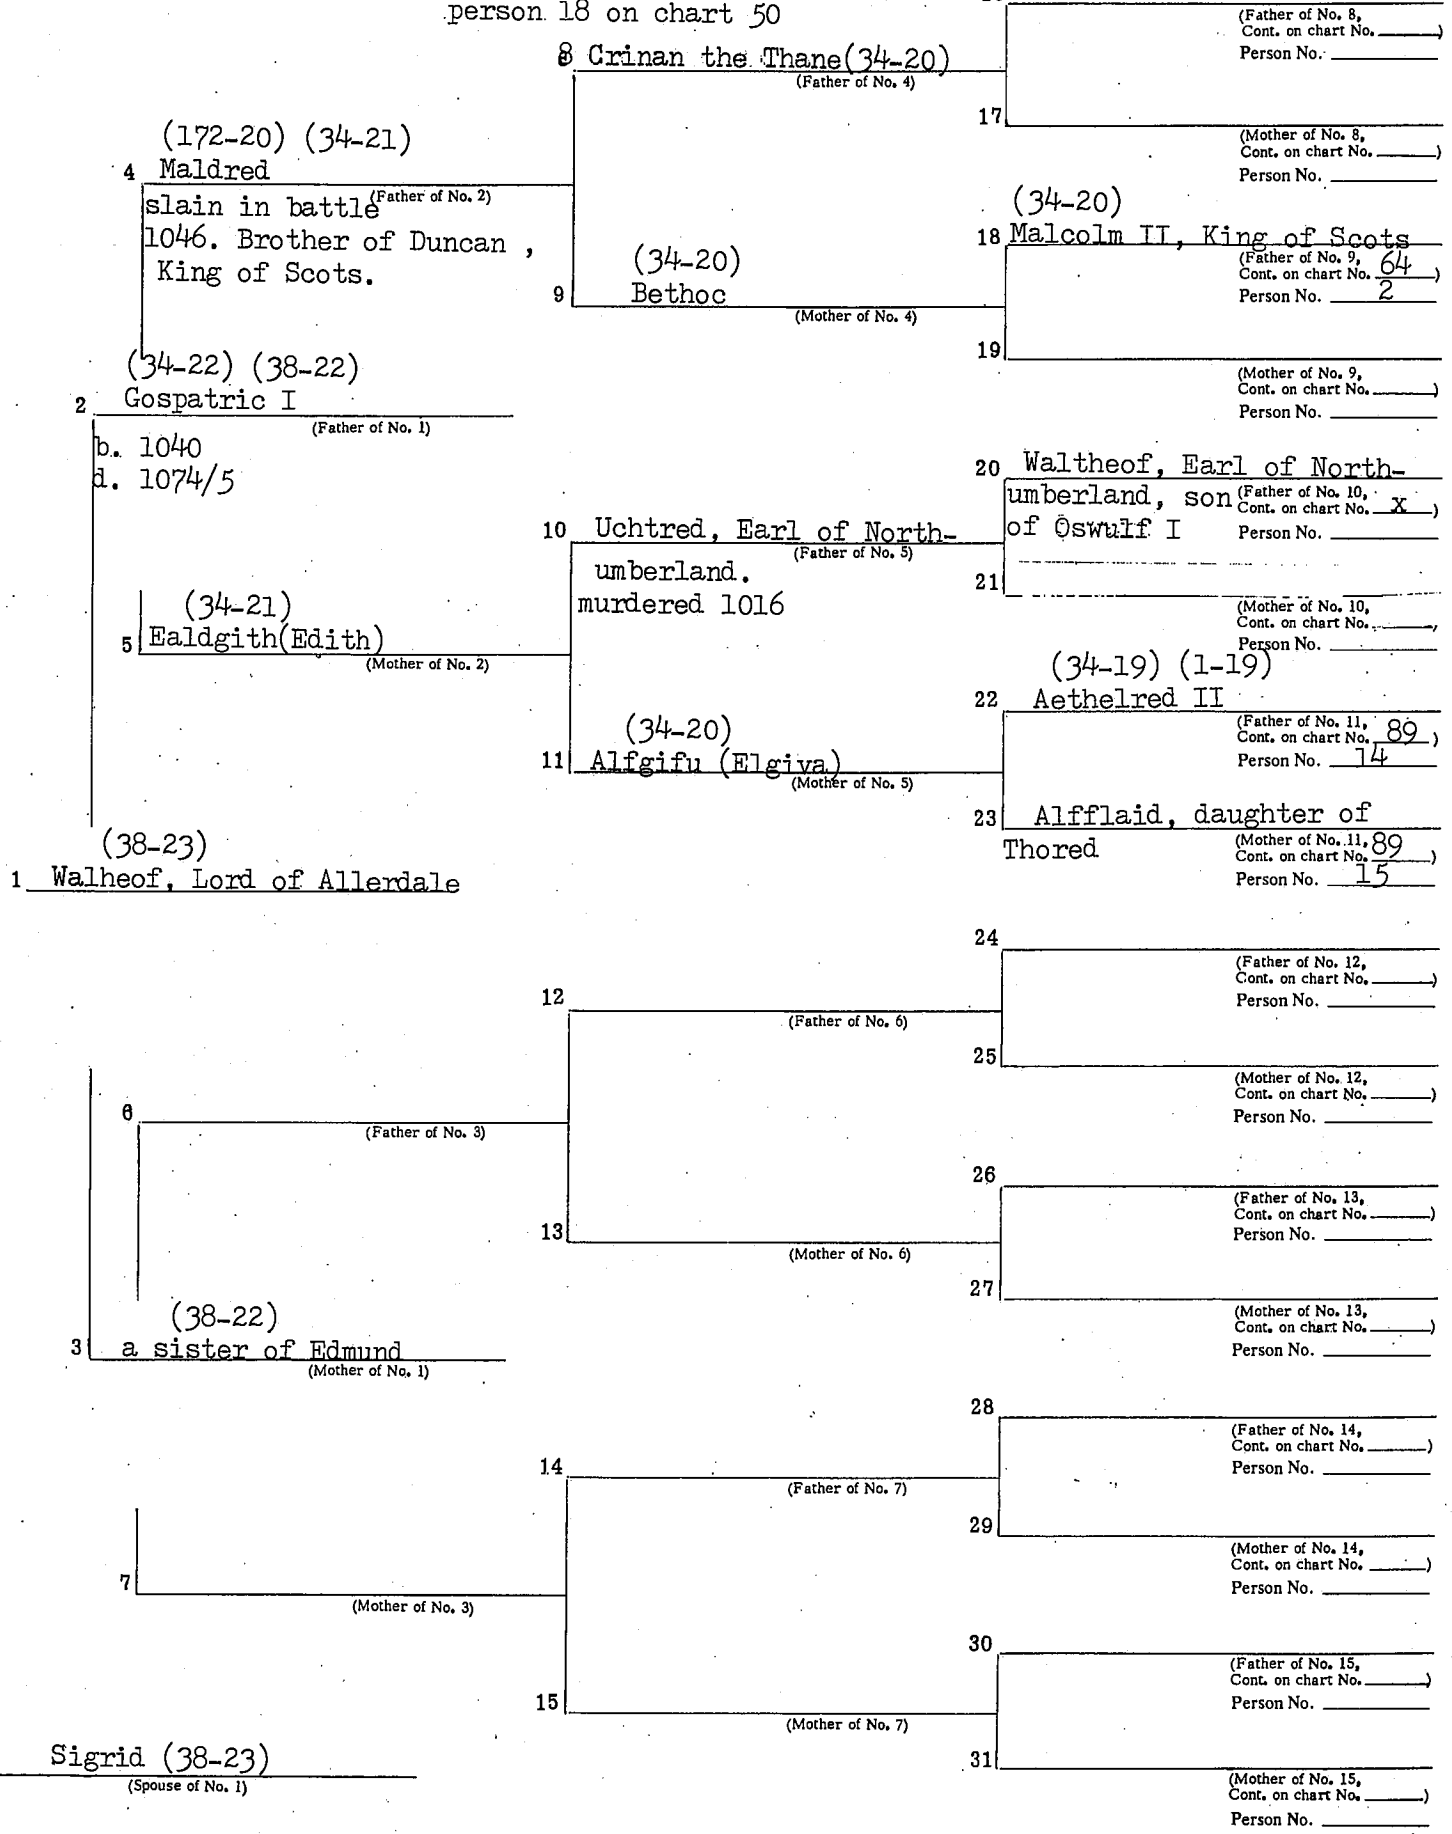 person 18 on chart 50
(Father of No. 8,
Cont. on chart No. )
Person No.
8 Crinan the Thane(34-20)
(Father of No. 4)
17
(Mother of No. 8,
Cont. on chart No. )
Person No.
(172-20) (34-21)
4 Maldred
(Father of No. 2)
slain in battle
1046. Brother of Duncan ,
King of Scots.
(34-20)
18 Malcolm II, King of Scots
(Father of No. 9,
Cont. on chart No. 64 )
Person No. 2
(34-20)
9 Bethoc
(Mother of No. 4)
19
(Mother of No. 9,
Cont. on chart No. )
Person No.
(34-22) (38-22)
2 Gospatric I
(Father of No. 1)
b. 1040
d. 1074/5
20 Waltheof, Earl of North-
umberland, son
of Oswulf I
(Father of No. 10,
Cont. on chart No. x )
Person No.
10 Uchtred, Earl of North-
(Father of No. 5)
umberland.
murdered 1016
21
(Mother of No. 10,
Cont. on chart No. ,
Person No.
(34-21)
5 Ealdgith(Edith)
(Mother of No. 2)
(34-19) (1-19)
22 Aethelred II
(Father of No. 11,
Cont. on chart No. 89 )
Person No. 14
(34-20)
11 Alfgifu (Elgiva)
(Mother of No. 5)
23 Alfflaid, daughter of
Thored
(Mother of No. 11,
Cont. on chart No. 89 )
Person No. 15
(38-23)
1 Walheof, Lord of Allerdale
24
(Father of No. 12,
Cont. on chart No. )
Person No.
12
(Father of No. 6)
25
(Mother of No. 12,
Cont. on chart No. )
Person No.
6
(Father of No. 3)
26
(Father of No. 13,
Cont. on chart No. )
Person No.
13
(Mother of No. 6)
27
(Mother of No. 13,
Cont. on chart No. )
Person No.
(38-22)
3 a sister of Edmund
(Mother of No. 1)
28
(Father of No. 14,
Cont. on chart No. )
Person No.
14
(Father of No. 7)
29
(Mother of No. 14,
Cont. on chart No. )
Person No.
7
(Mother of No. 3)
30
(Father of No. 15,
Cont. on chart No. )
Person No.
15
(Mother of No. 7)
31
(Mother of No. 15,
Cont. on chart No. )
Person No.
Sigrid (38-23)
(Spouse of No. 1)